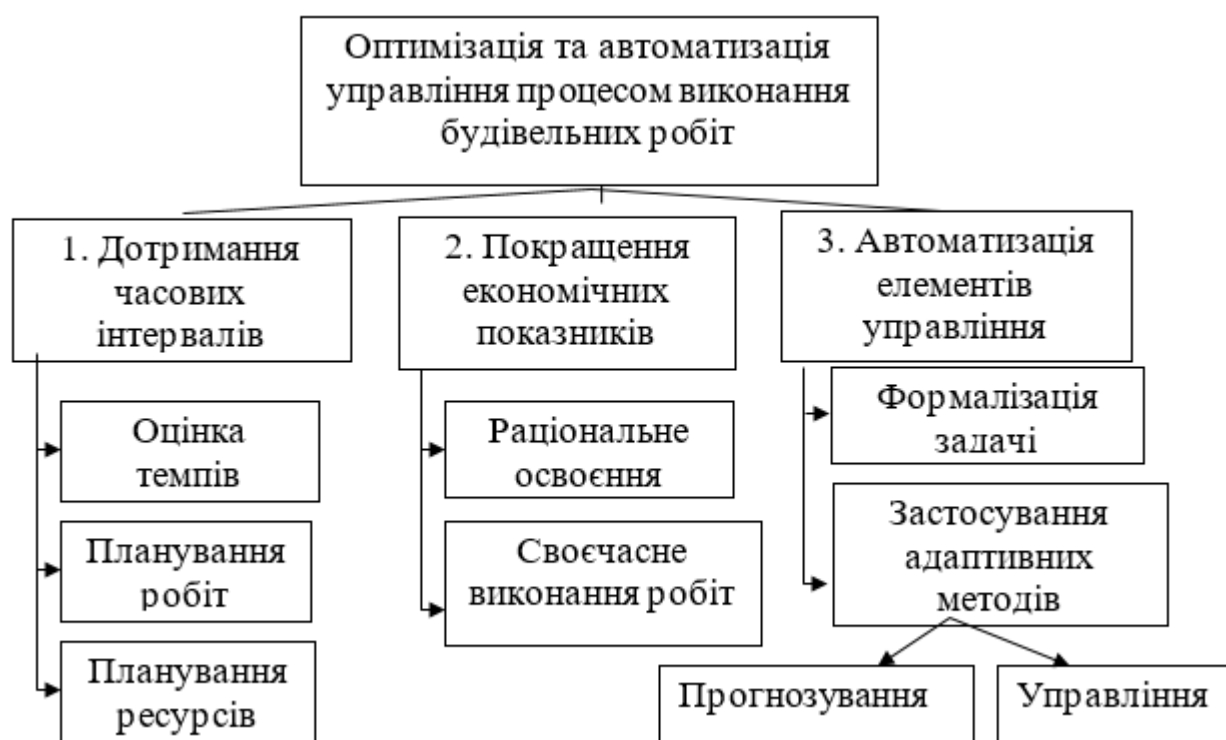 Оптимізація та автоматизація
управління процесом виконання
будівельних робіт
1. Дотримання
часових
інтервалів
2. Покращення
економічних
показників
3. Автоматизація
елементів
управління
Оцінка
темпів
Планування
робіт
Планування
ресурсів
Раціональне
освоєння
Своєчасне
виконання робіт
Формалізація
задачі
Застосування
адаптивних
методів
Прогнозування
Управління